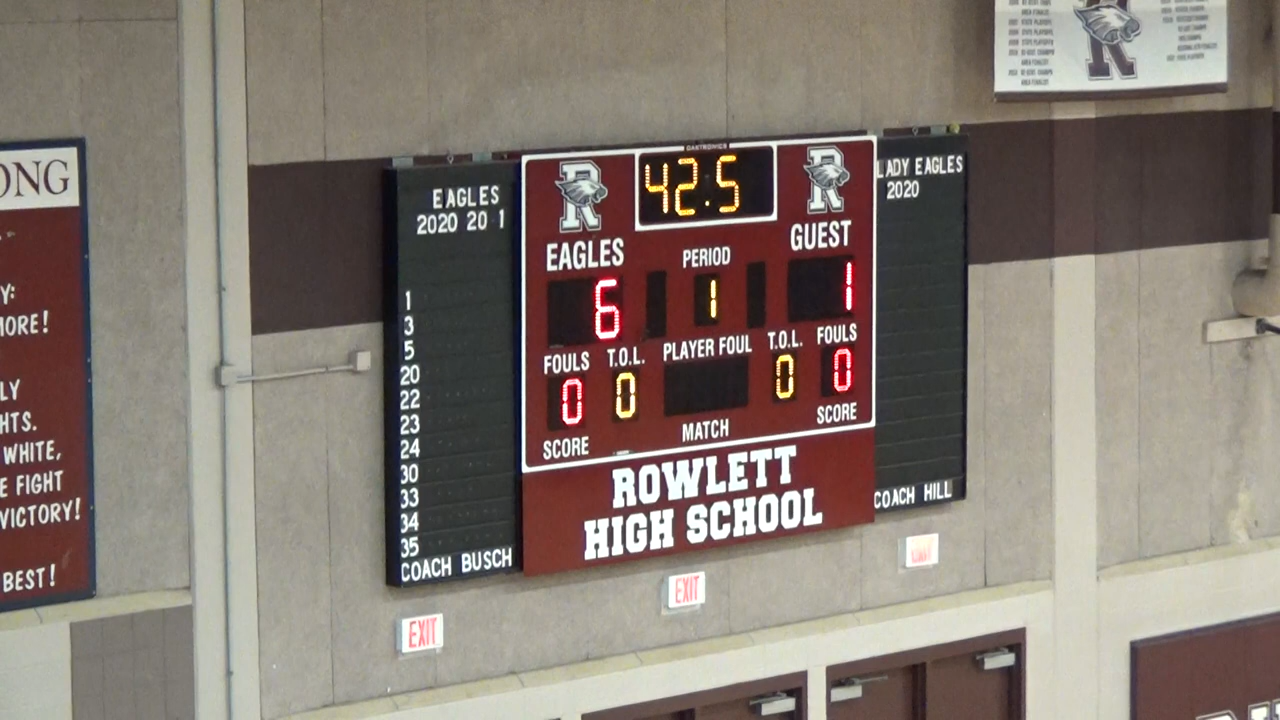 ONG
Y:
MORE!
LY
HTS.
WHITE,
E FIGHT
VICTORY!
BEST!
EAGLES
2020 20 1
1
3
5
20
22
23
24
30
33
34
35
COACH BUSCH
DAKTRONICS
R
42.5
R
EAGLES
PERIOD
GUEST
6
1
1
FOULS
T.O.L.
PLAYER FOUL
T.O.L.
FOULS
0
0
0
0
SCORE
MATCH
SCORE
ROWLETT
HIGH SCHOOL
LADY EAGLES
2020
COACH HILL
R
EXIT
EXIT
EXIT